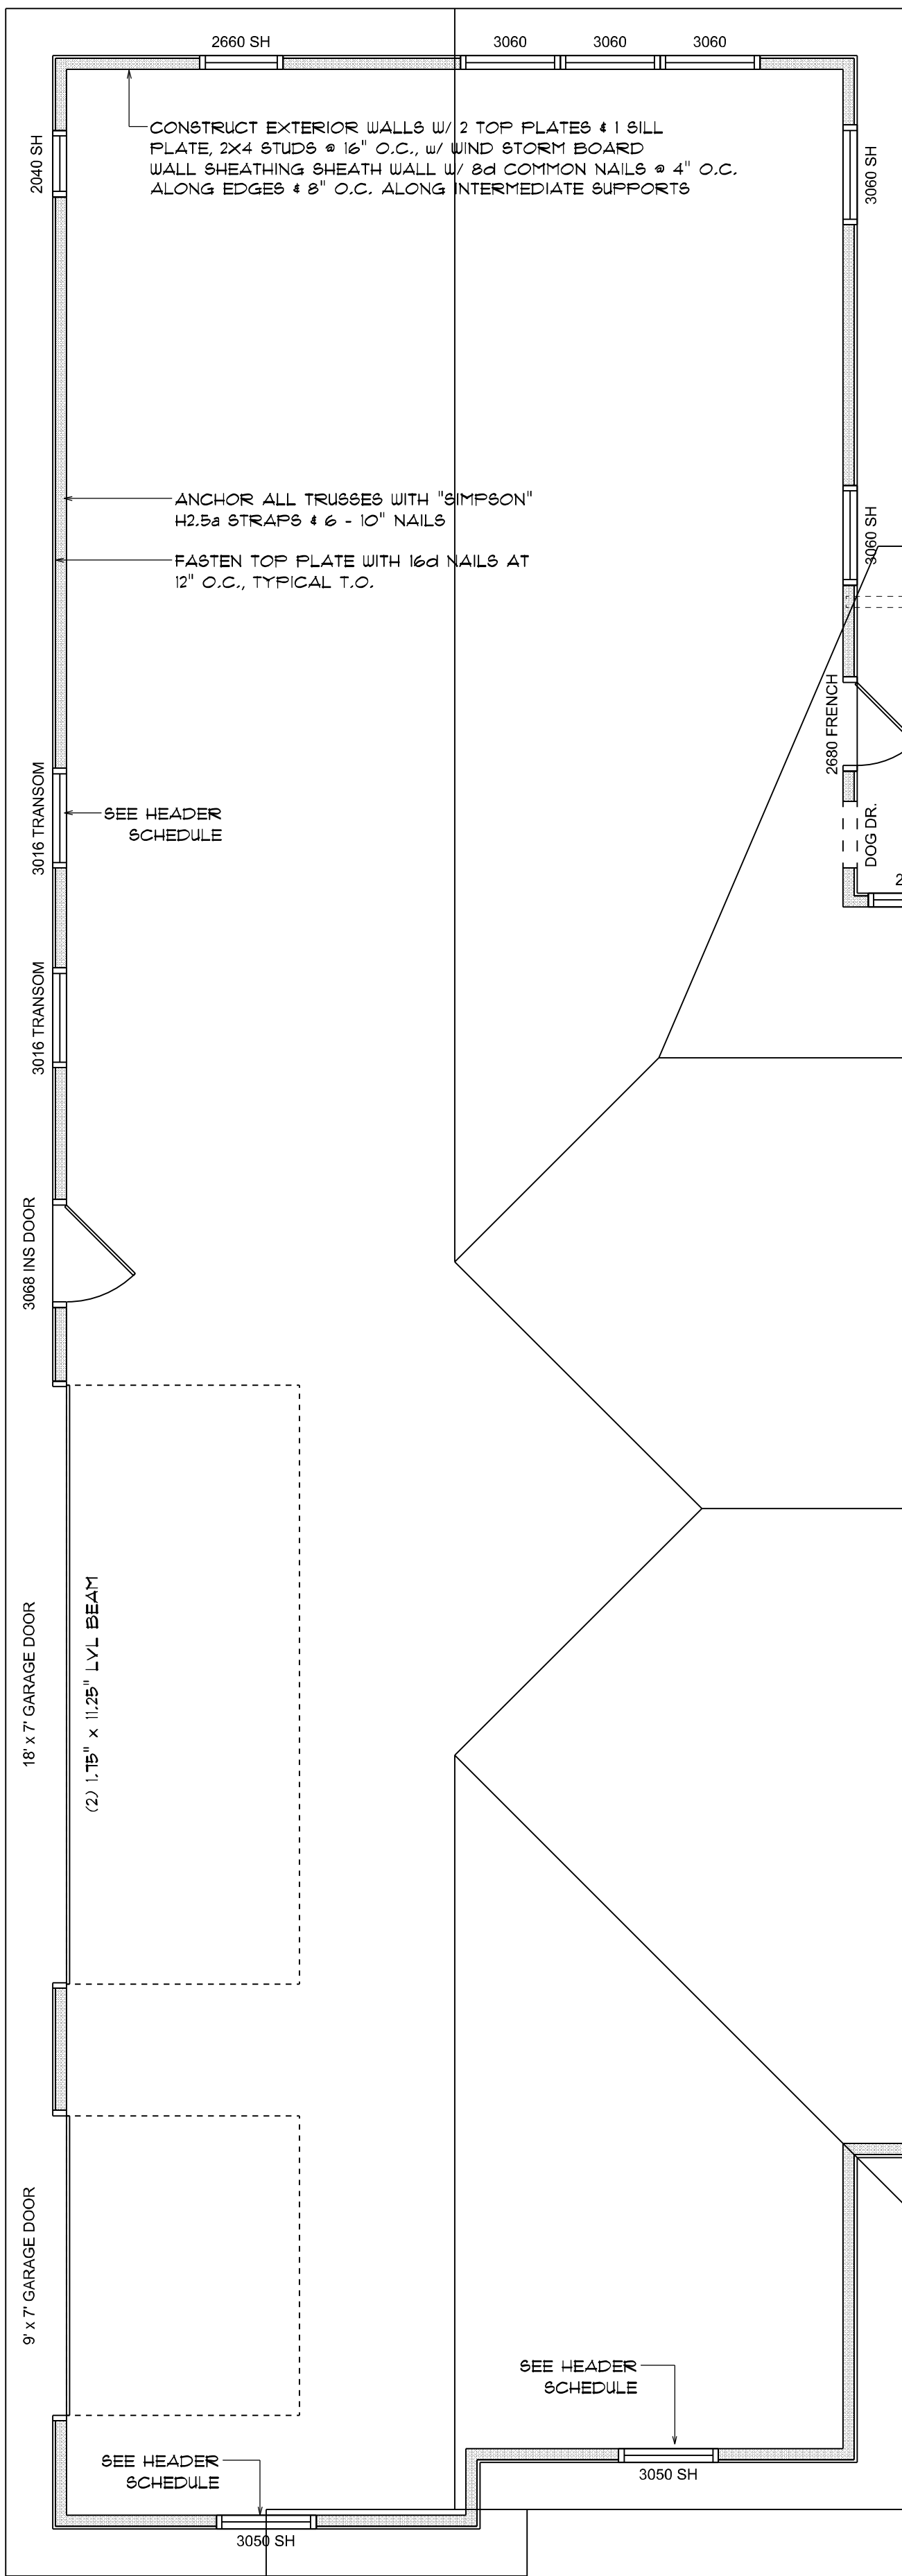 2660 SH
3060
3060
3060
CONSTRUCT EXTERIOR WALLS W/ 2 TOP PLATES & 1 SILL
PLATE, 2X4 STUDS @ 16" O.C., w/ WIND STORM BOARD
WALL SHEATHING SHEATH WALL W/ 8d COMMON NAILS @ 4" O.C.
ALONG EDGES & 8" O.C. ALONG INTERMEDIATE SUPPORTS
2040 SH
3060 SH
ANCHOR ALL TRUSSES WITH "SIMPSON"
H2.5a STRAPS & 6 - 10" NAILS
FASTEN TOP PLATE WITH 16d NAILS AT
12" O.C., TYPICAL T.O.
3060 SH
2680 FRENCH
3016 TRANSOM
SEE HEADER
SCHEDULE
DOG DR.
2
3016 TRANSOM
3068 INS DOOR
18' x 7' GARAGE DOOR
(2) 1.75" x 11.25" LVL BEAM
9' x 7' GARAGE DOOR
SEE HEADER
SCHEDULE
3050 SH
SEE HEADER
SCHEDULE
3050 SH